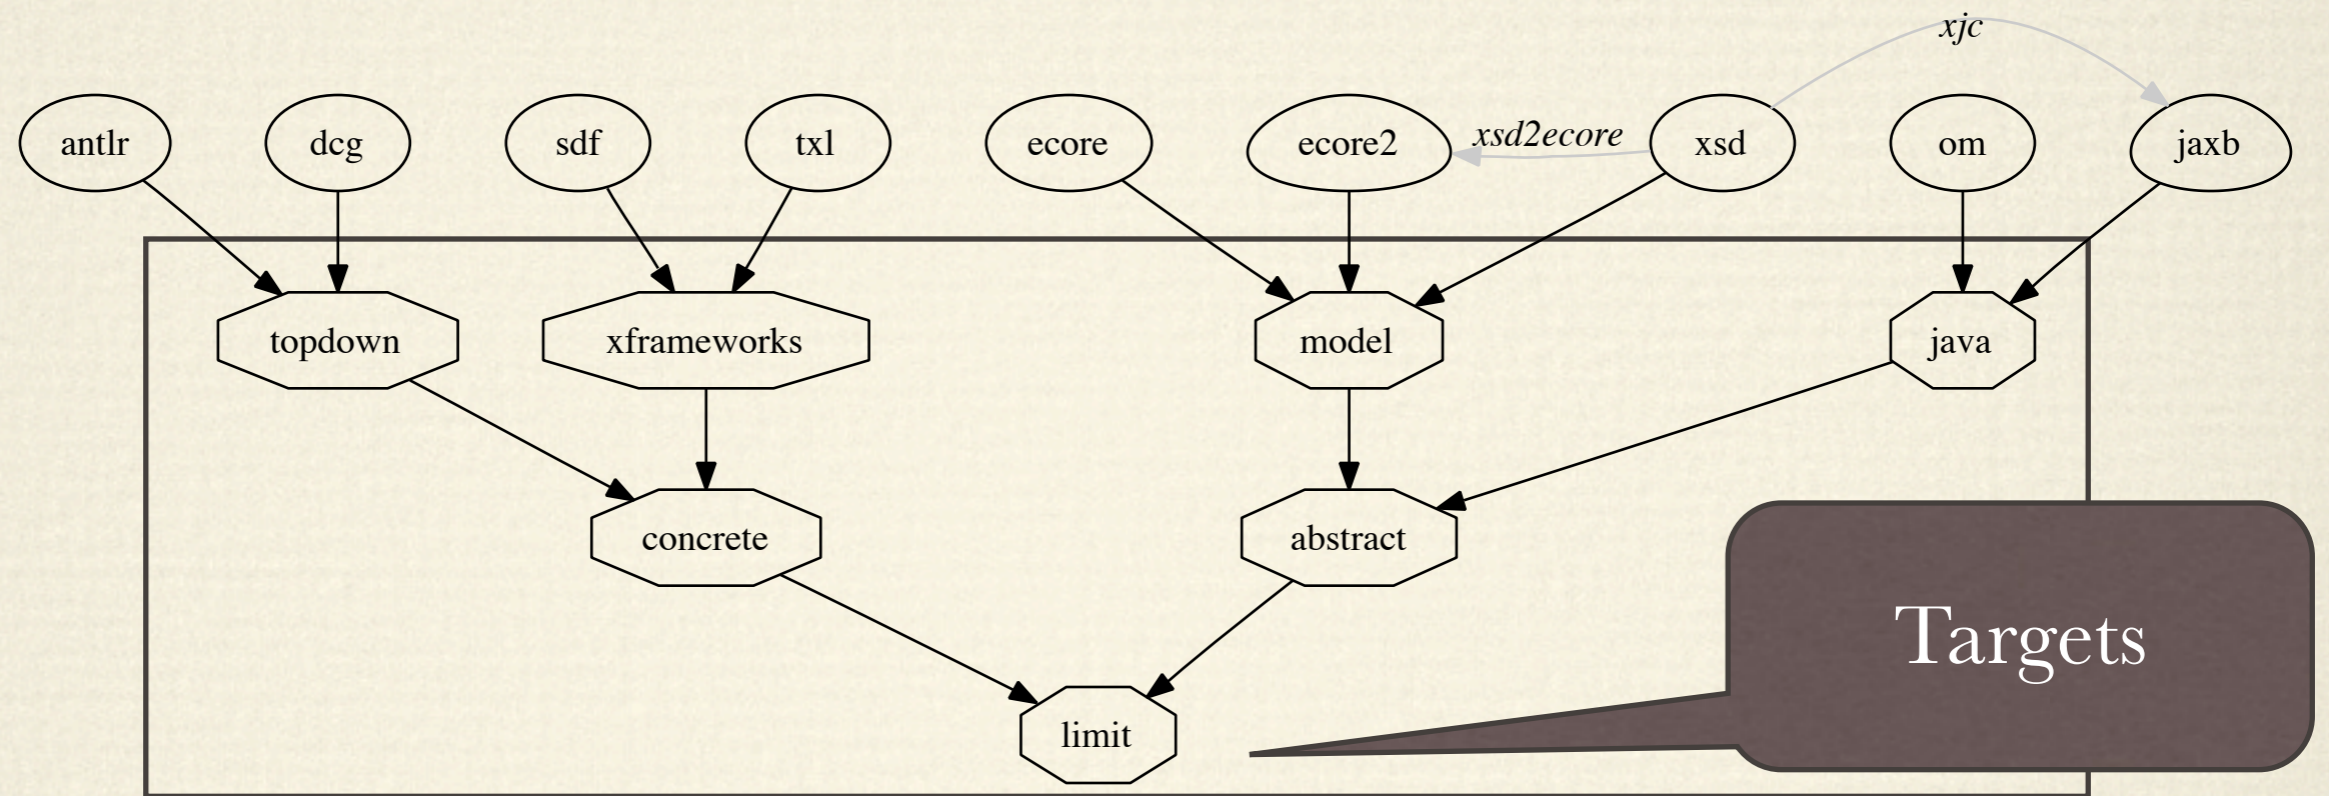 xjc
antlr
dcg
sdf
txl
ecore
ecore2
xsd2ecore
xsd
om
jaxb
topdown
xframeworks
model
java
concrete
abstract
Targets
limit